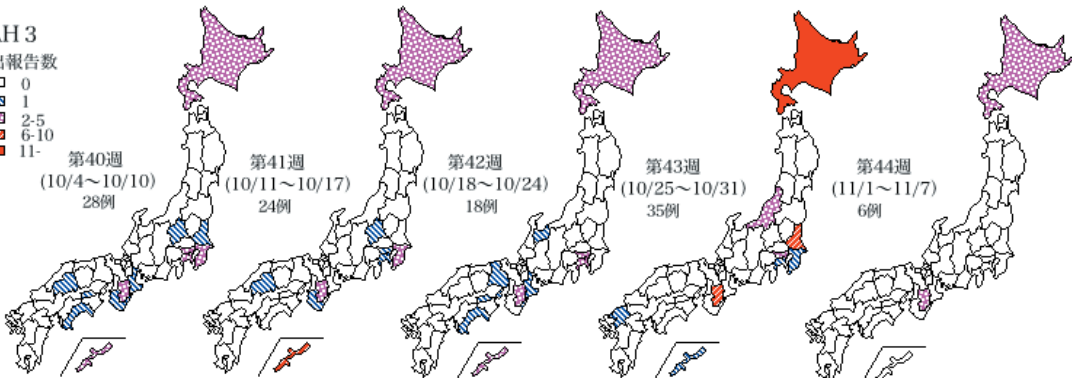 AH 3
出報告数
0
1
2-5
6-10
11-
第40週
(10/4～10/10)
28例
第41週
(10/11～10/17)
24例
第42週
(10/18～10/24)
18例
第43週
(10/25～10/31)
35例
第44週
(11/1～11/7)
6例